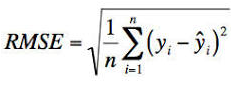 RMSE = √(1/n ∑_{i=1}^{n} (y_i − ŷ_i)²)